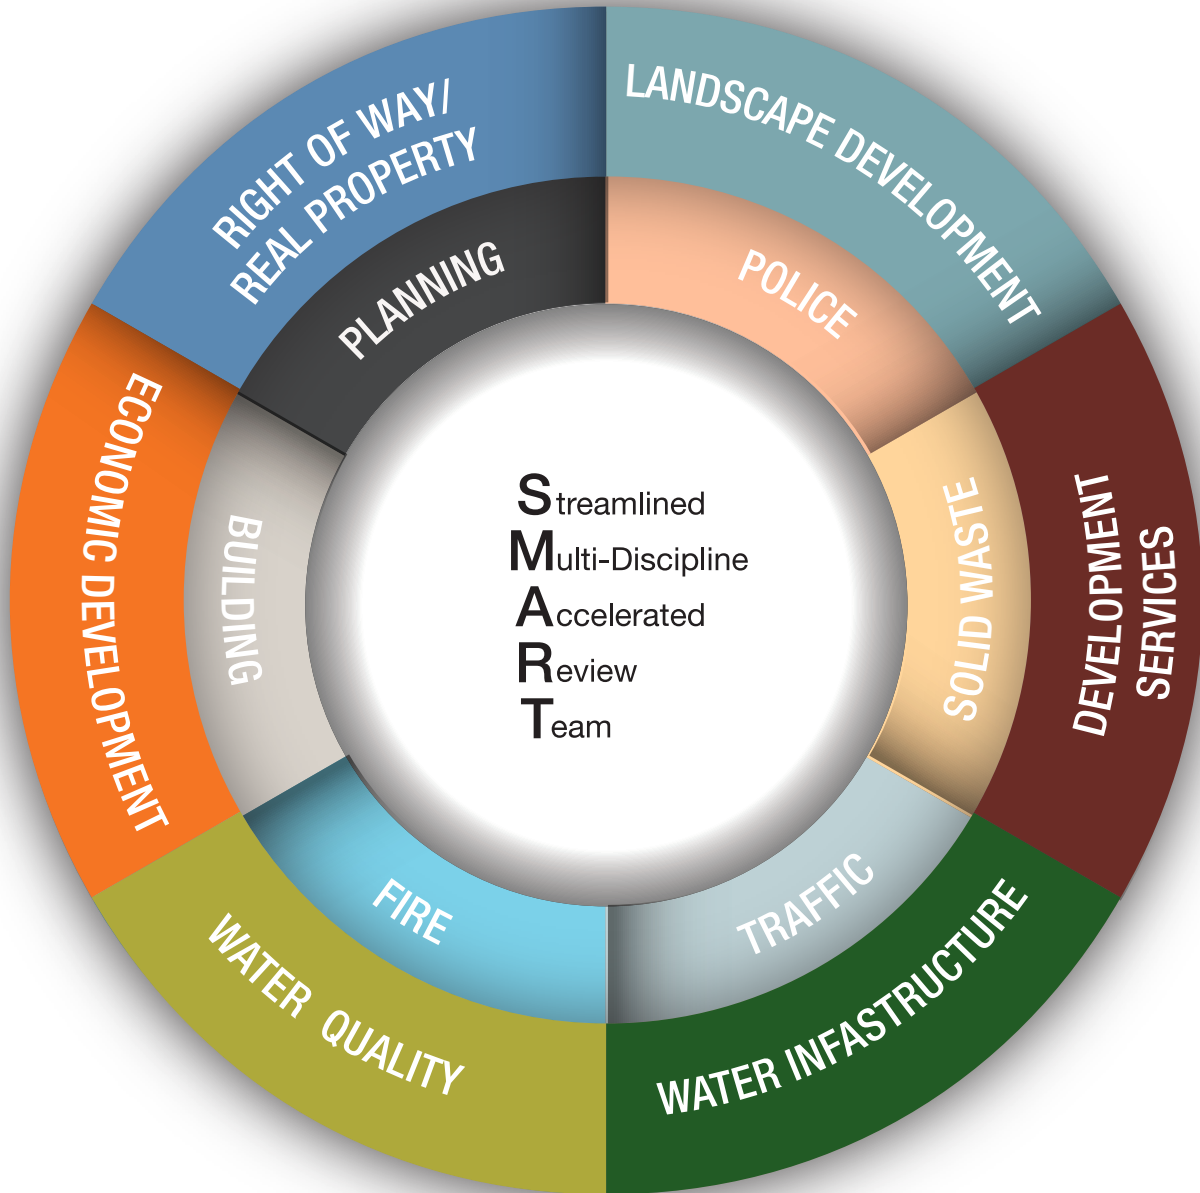 RIGHT OF WAY/
REAL PROPERTY
LANDSCAPE DEVELOPMENT
PLANNING
POLICE
ECONOMIC DEVELOPMENT
BUILDING
Streamlined
Multi-Discipline
Accelerated
Review
Team
SOLID WASTE
DEVELOPMENT
SERVICES
FIRE
TRAFFIC
WATER QUALITY
WATER INFASTRUCTURE